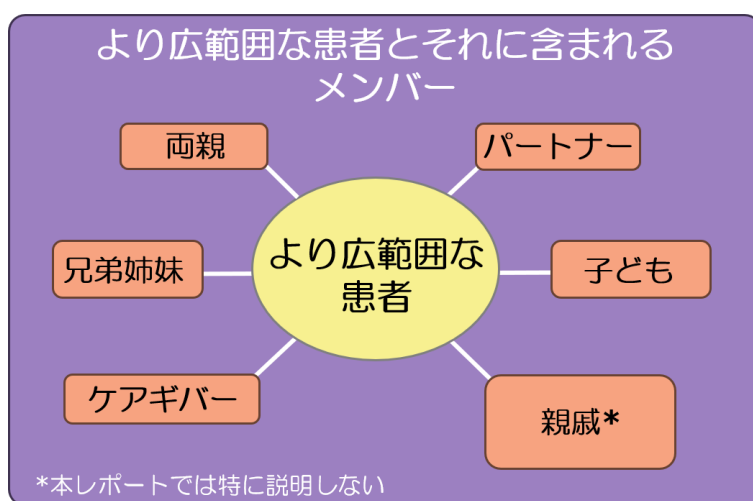 より広範囲な患者とそれに含まれる
メンバー
両親
パートナー
兄弟姉妹
より広範囲な
患者
子ども
ケアギバー
親戚*
*本レポートでは特に説明しない